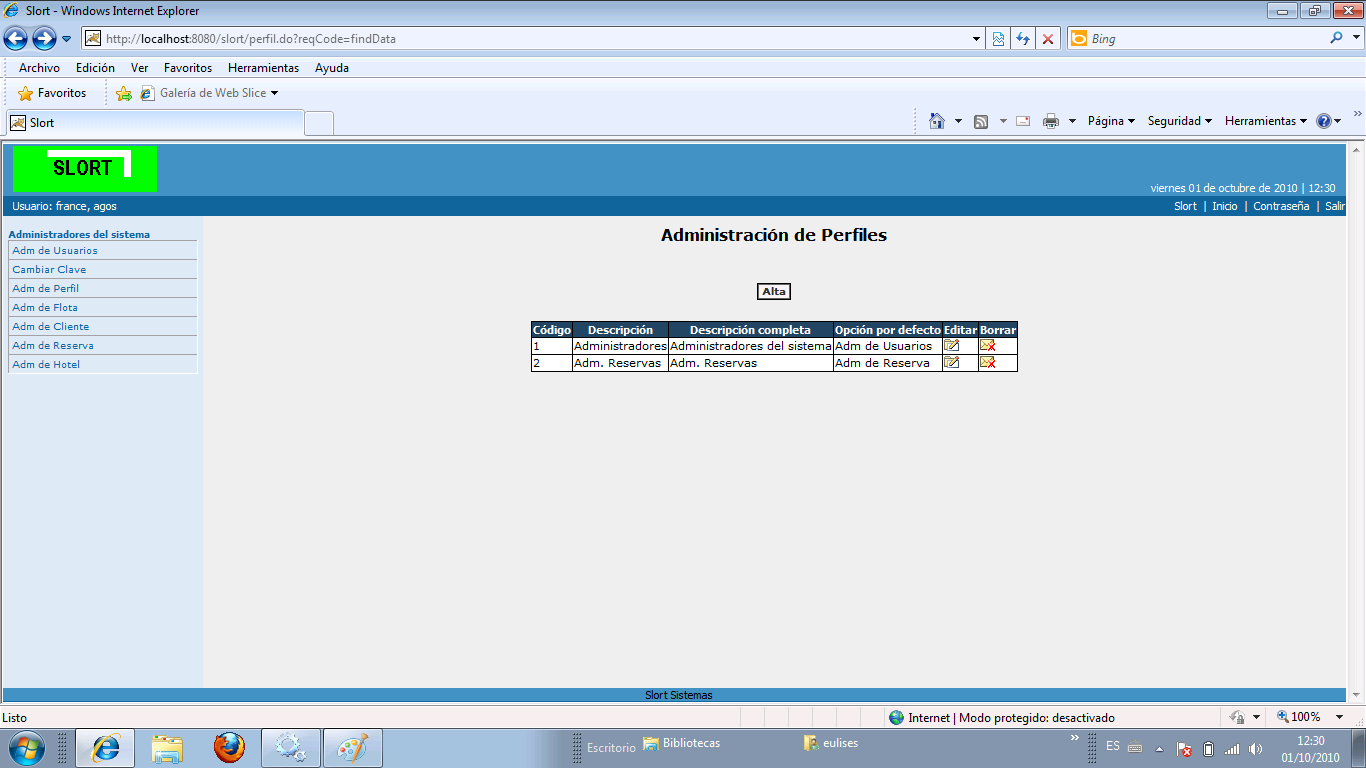 Slort - Windows Internet Explorer
http://localhost:8080/slort/perfil.do?reqCode=findData
Bing
Archivo Edición Ver Favoritos Herramientas Ayuda
Favoritos Galería de Web Slice
Slort
Página Seguridad Herramientas
SLORT
viernes 01 de octubre de 2010 | 12:30
Usuario: france, agos
Slort | Inicio | Contraseña | Salir
Administradores del sistema
Adm de Usuarios
Cambiar Clave
Adm de Perfil
Adm de Flota
Adm de Cliente
Adm de Reserva
Adm de Hotel
Administración de Perfiles
Alta
Código Descripción Descripción completa Opción por defecto Editar Borrar
1 Administradores Administradores del sistema Adm de Usuarios
2 Adm. Reservas Adm. Reservas Adm de Reserva
Slort Sistemas
Listo
Internet | Modo protegido: desactivado
100%
Escritorio Bibliotecas eulises
ES
12:30
01/10/2010